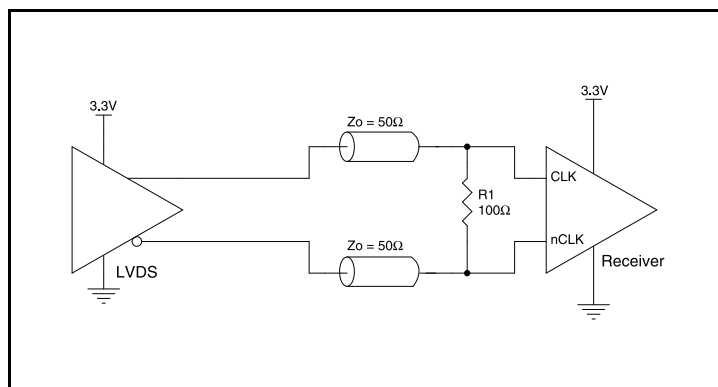 3.3V
3.3V
Zo = 50Ω
CLK
R1
100Ω
nCLK
Zo = 50Ω
LVDS
Receiver